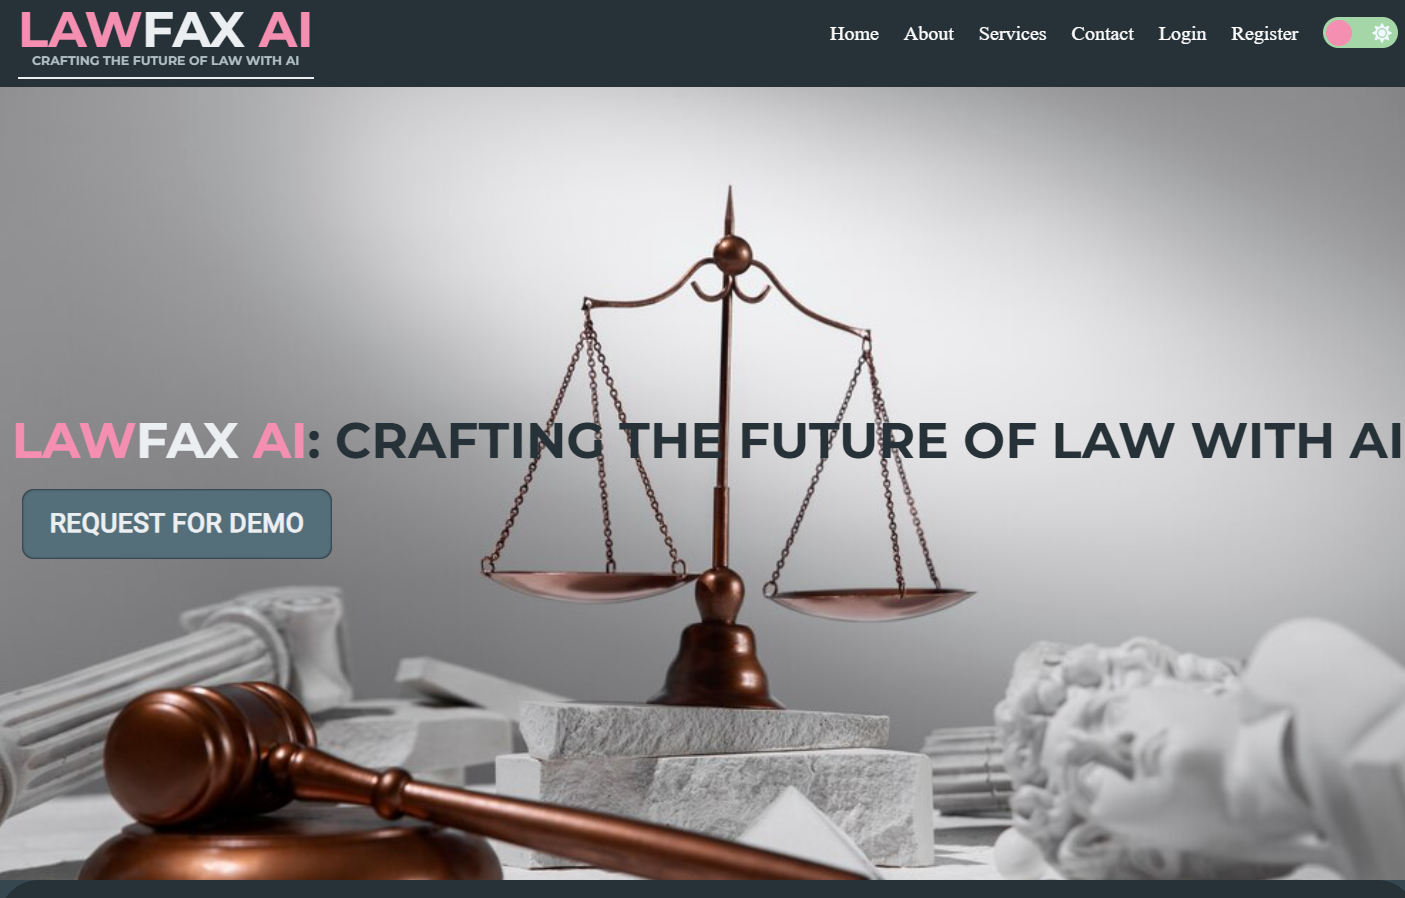 LAWFAX AI
CRAFTING THE FUTURE OF LAW WITH AI
Home About Services Contact Login Register
LAWFAX AI: CRAFTING THE FUTURE OF LAW WITH AI
REQUEST FOR DEMO